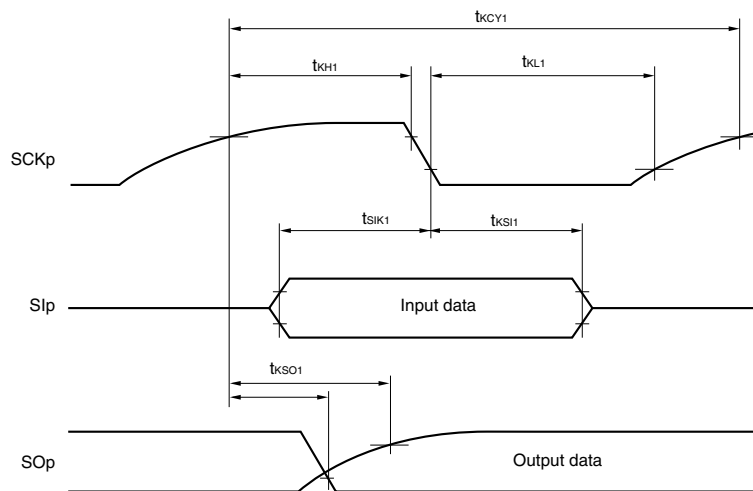 tKCY1
tKH1
tKL1
SCKp
tSIK1
tKSI1
SIp
Input data
tKSO1
SOp
Output data